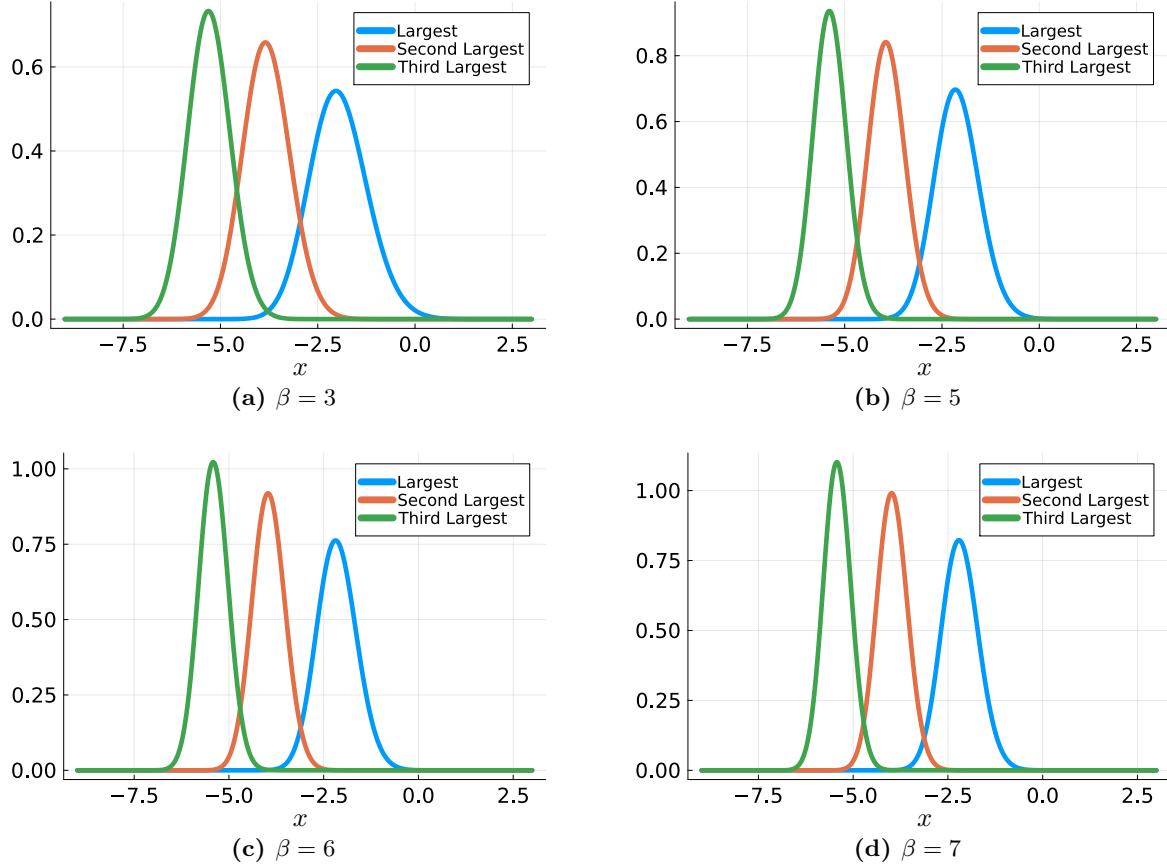 Largest
Second Largest
Third Largest
0.6
0.4
0.2
0.0
−7.5 −5.0 −2.5 0.0 2.5
x
(a) β = 3
Largest
Second Largest
Third Largest
0.8
0.6
0.4
0.2
0.0
−7.5 −5.0 −2.5 0.0 2.5
x
(b) β = 5
Largest
Second Largest
Third Largest
1.00
0.75
0.50
0.25
0.00
−7.5 −5.0 −2.5 0.0 2.5
x
(c) β = 6
Largest
Second Largest
Third Largest
1.00
0.75
0.50
0.25
0.00
−7.5 −5.0 −2.5 0.0 2.5
x
(d) β = 7